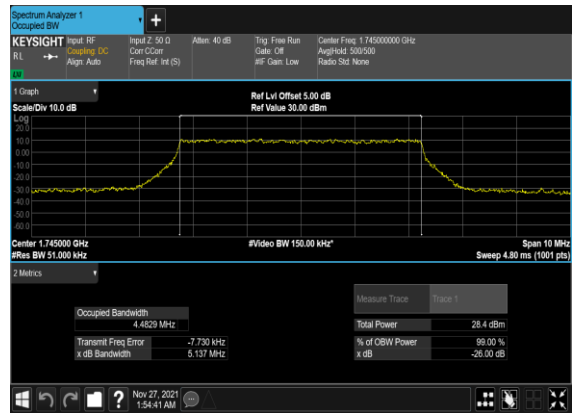 Spectrum Analyzer 1
Occupied BW
+
KEYSIGHT Input: RF Input Z: 50 Ω Atten: 40 dB Trig: Free Run Center Freq: 1.745000000 GHz
Coupling: DC Corr CCorr Gate: Off Avg|Hold: 500/500
R L Align: Auto Freq Ref: Int (S) #IF Gain: Low Radio Std: None
1 Graph
Ref Lvl Offset 5.00 dB
Scale/Div 10.0 dB Ref Value 30.00 dBm
Log
20.0
10.0
0.00
-10.0
-20.0
-30.0
-40.0
-50.0
-60.0
Center 1.745000 GHz #Video BW 150.00 kHz* Span 10 MHz
#Res BW 51.000 kHz Sweep 4.80 ms (1001 pts)
2 Metrics
Measure Trace Trace 1
Occupied Bandwidth
4.4829 MHz Total Power 28.4 dBm
Transmit Freq Error -7.730 kHz % of OBW Power 99.00 %
x dB Bandwidth 5.137 MHz x dB -26.00 dB
? Nov 27, 2021
1:54:41 AM